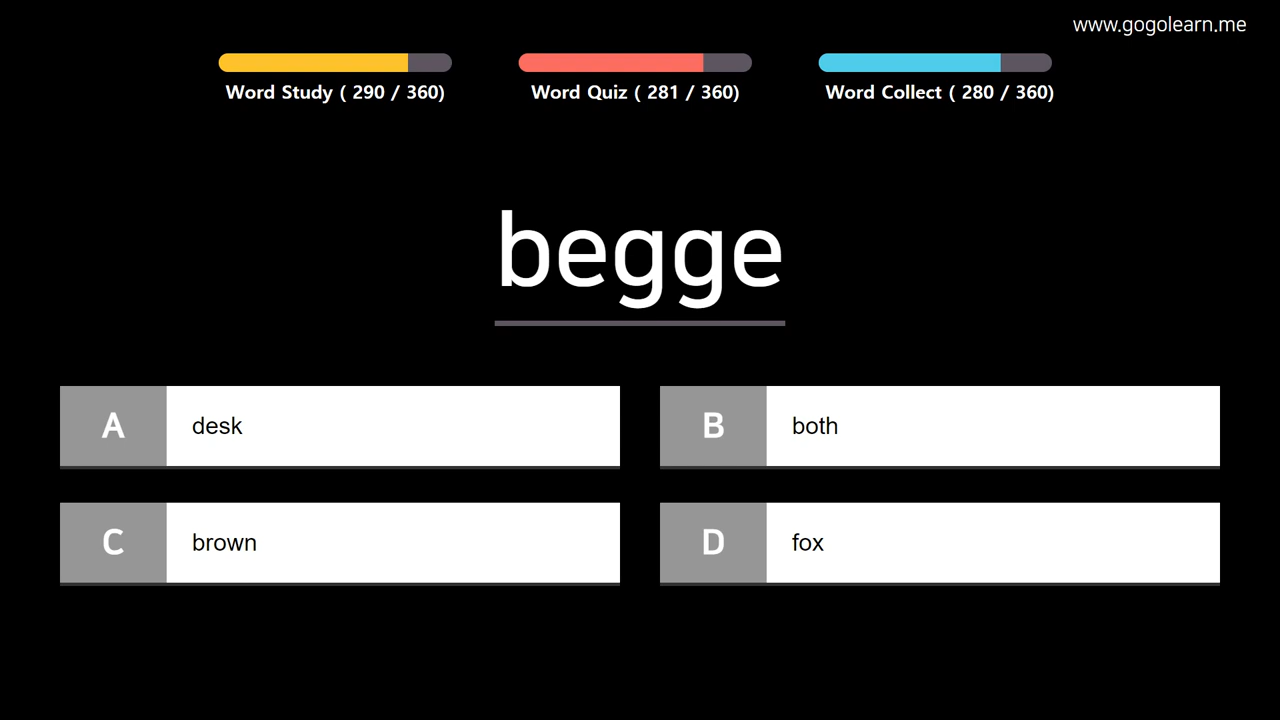 www.gogolearn.me
Word Study ( 290 / 360)
Word Quiz ( 281 / 360)
Word Collect ( 280 / 360)
begge
A desk
B both
C brown
D fox